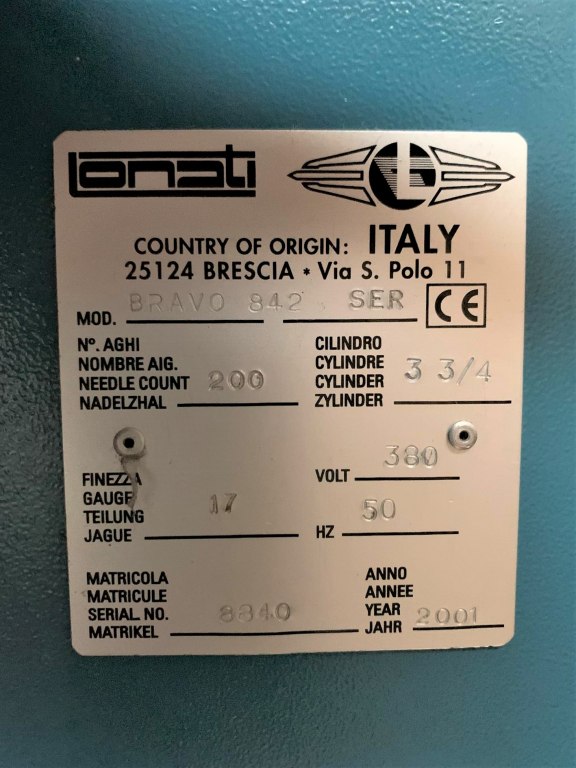 Lonati
COUNTRY OF ORIGIN: ITALY
25124 BRESCIA * Via S. Polo 11
MOD. BRAVO 842 SER CE
Nº. AGHI
NOMBRE AIG.
NEEDLE COUNT 200
NADELZHAL
CILINDRO
CYLINDRE
CYLINDER 3 3/4
ZYLINDER
FINEZZA
GAUGE 17
TEILUNG
JAUGE
VOLT 380
HZ 50
MATRICOLA
MATRICULE
SERIAL NO. 8840
MATRIKEL
ANNO
ANNEE
YEAR 2001
JAHR